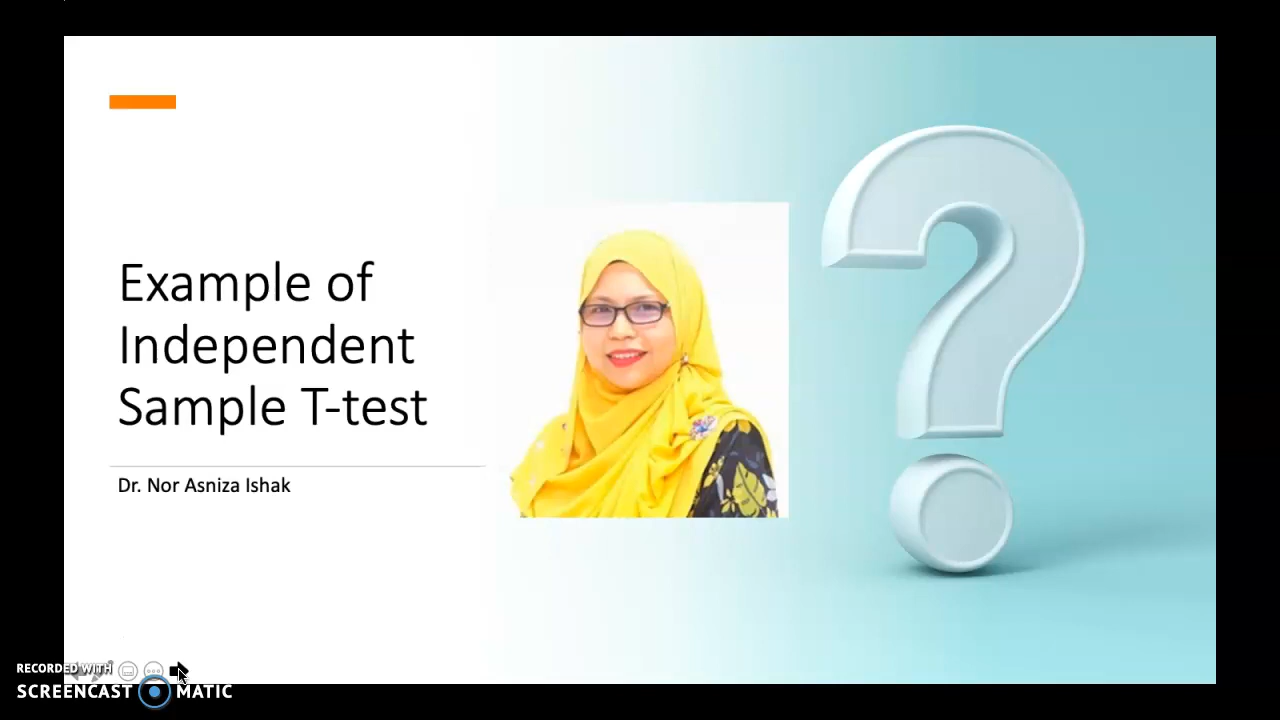 Example of
Independent
Sample T-test
Dr. Nor Asniza Ishak
RECORDED WITH
SCREENCAST MATIC